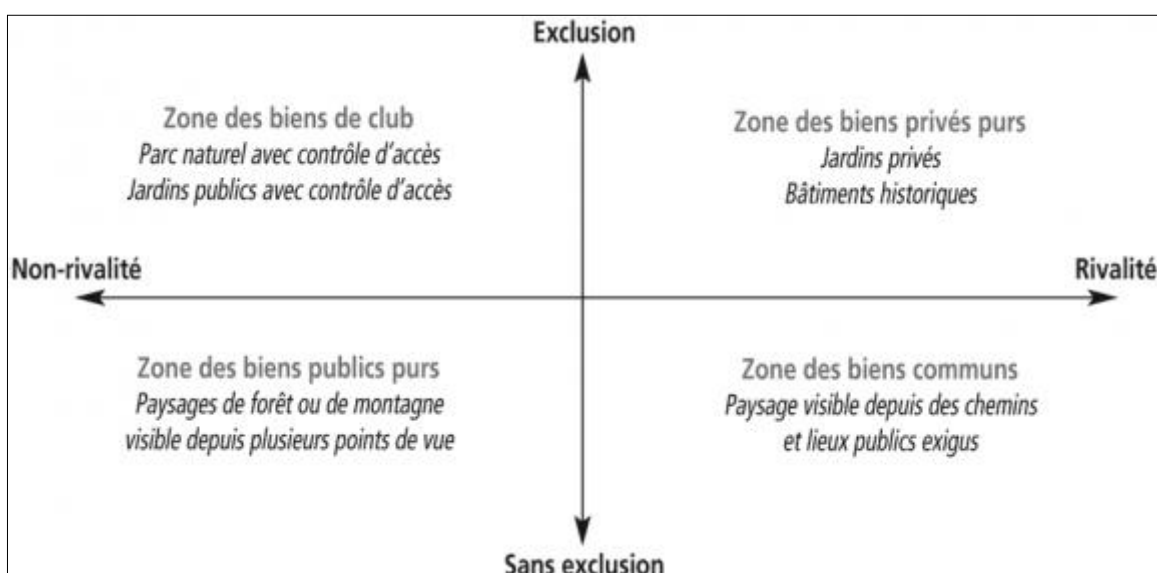 Exclusion
Zone des biens de club
Parc naturel avec contrôle d'accès
Jardins publics avec contrôle d'accès
Zone des biens privés purs
Jardins privés
Bâtiments historiques
Non-rivalité
Rivalité
Zone des biens publics purs
Paysages de forêt ou de montagne
visible depuis plusieurs points de vue
Zone des biens communs
Paysage visible depuis des chemins
et lieux publics exigus
Sans exclusion